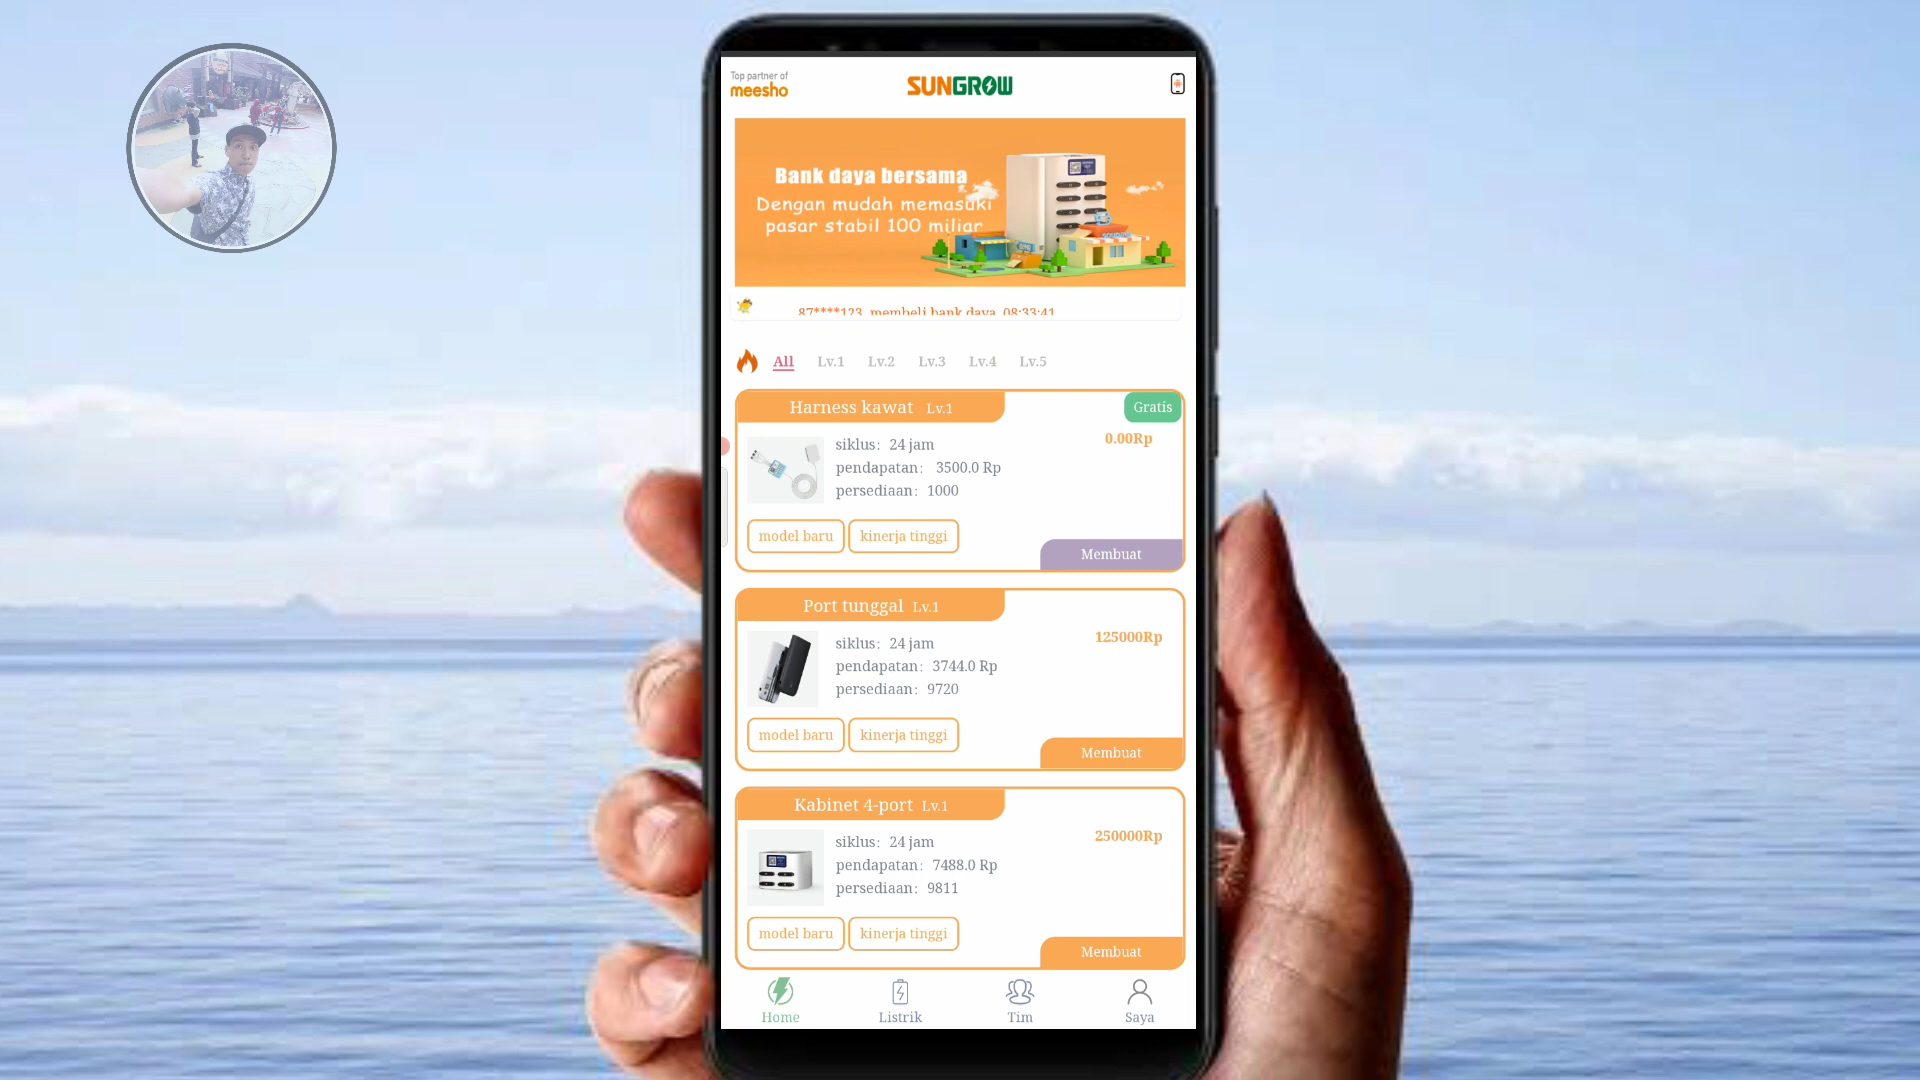 Top partner of
meesho
SUNGROW
Bank daya bersama
Dengan mudah memasuki
pasar stabil 100 miliar
87****123 membeli bank daya 08:33:41
All Lv.1 Lv.2 Lv.3 Lv.4 Lv.5
Harness kawat Lv.1
Gratis
siklus: 24 jam
0.00Rp
pendapatan: 3500.0 Rp
persediaan: 1000
model baru kinerja tinggi
Membuat
Port tunggal Lv.1
siklus: 24 jam
125000Rp
pendapatan: 3744.0 Rp
persediaan: 9720
model baru kinerja tinggi
Membuat
Kabinet 4-port Lv.1
siklus: 24 jam
250000Rp
pendapatan: 7488.0 Rp
persediaan: 9811
model baru kinerja tinggi
Membuat
Home Listrik Tim Saya